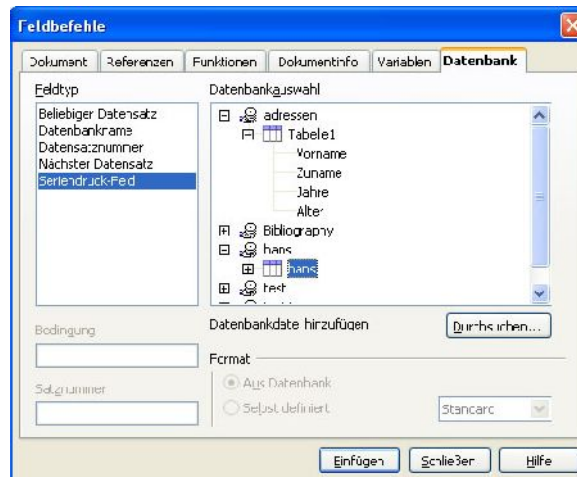 Feldbefehle
Dokument Referenzen Funktionen Dokumentinfo Variablen Datenbank
Feldtyp
Beliebiger Datensatz
Datenbankname
Datensatznummer
Nächster Datensatz
Seriendruck-Feld
Datenbankauswahl
adressen
Tabele1
Vorname
Zuname
Jahre
Alter
Bibliography
hans
hans
test
Bedingung
Satznummer
Datenbankdate hinzufügen
Durchsuchen...
Format
Aus Datenbank
Selbst definiert
Standard
Einfügen Schließen Hilfe